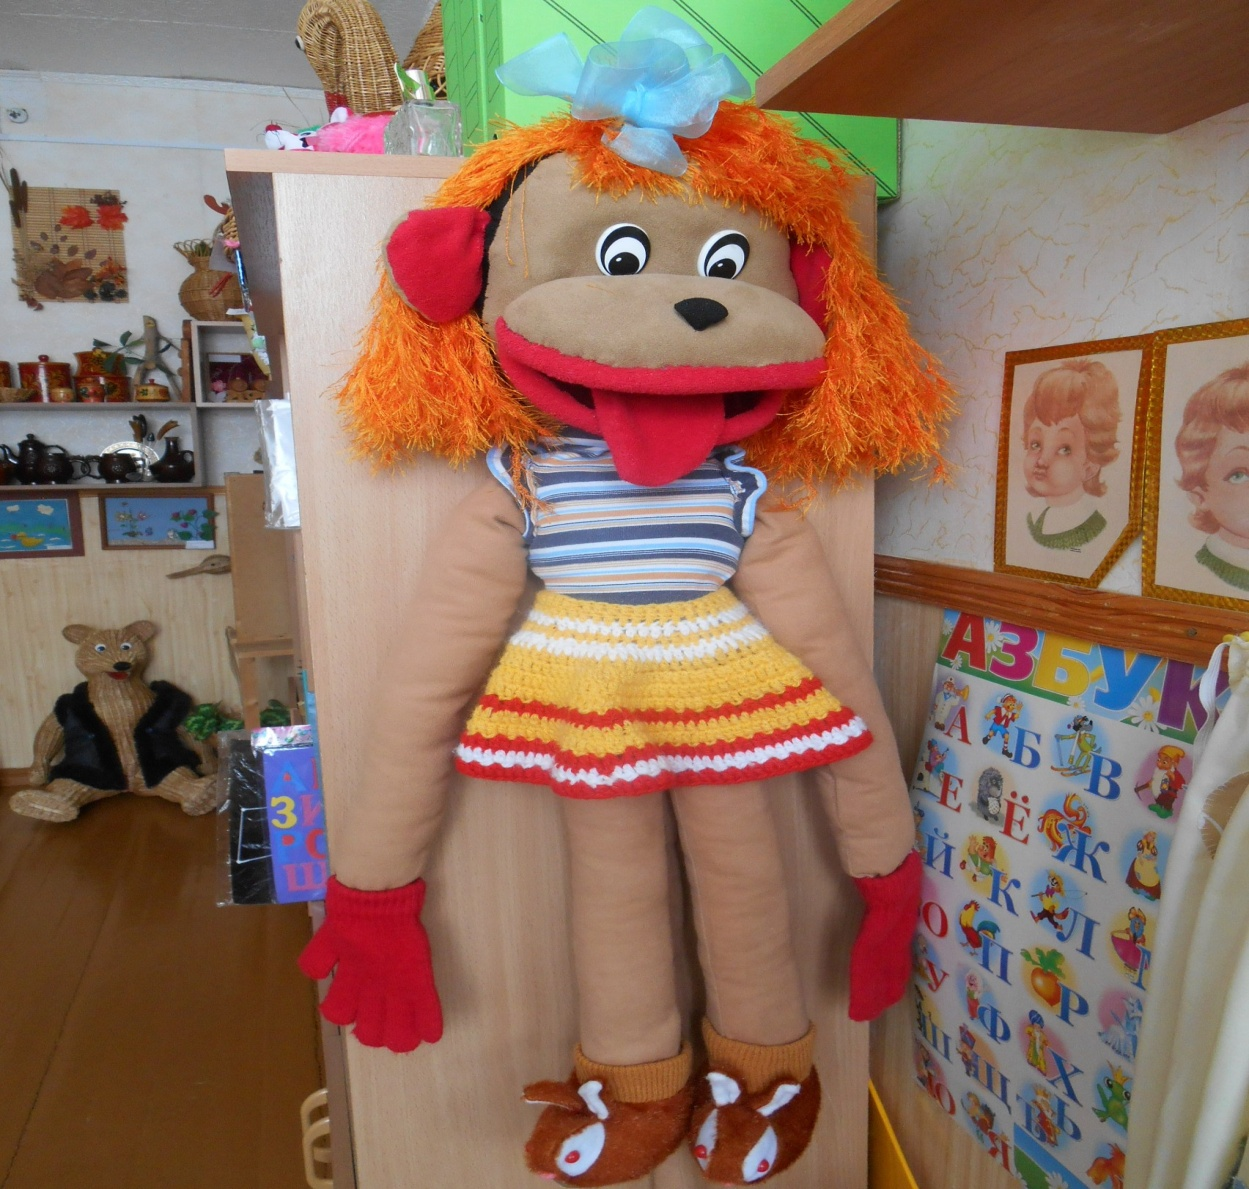 АЗБУК
А Б В
Е Ё Ж
Й К Л
О П Р
У Ф Х
Ш Щ Ъ
Ю Я
А
З И
О
Ш